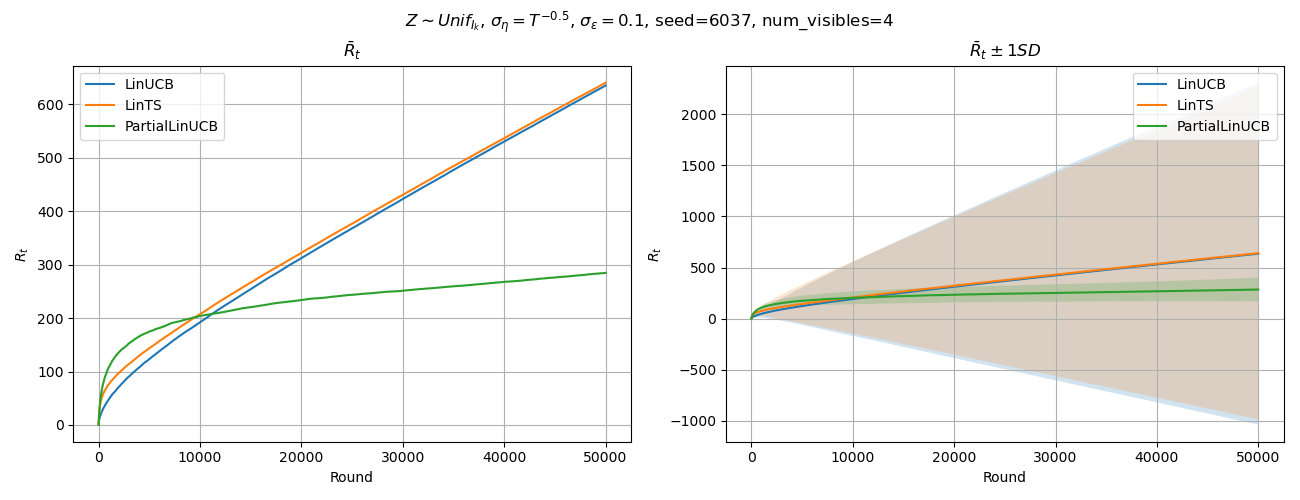 Z ∼ Unif_{I_k}, σ_η = T^{−0.5}, σ_ε = 0.1, seed=6037, num_visibles=4
R̄_t
R_t
600
500
400
300
200
100
0
LinUCB
LinTS
PartialLinUCB
0 10000 20000 30000 40000 50000
Round
R̄_t ± 1SD
R_t
2000
1500
1000
500
0
−500
−1000
LinUCB
LinTS
PartialLinUCB
0 10000 20000 30000 40000 50000
Round